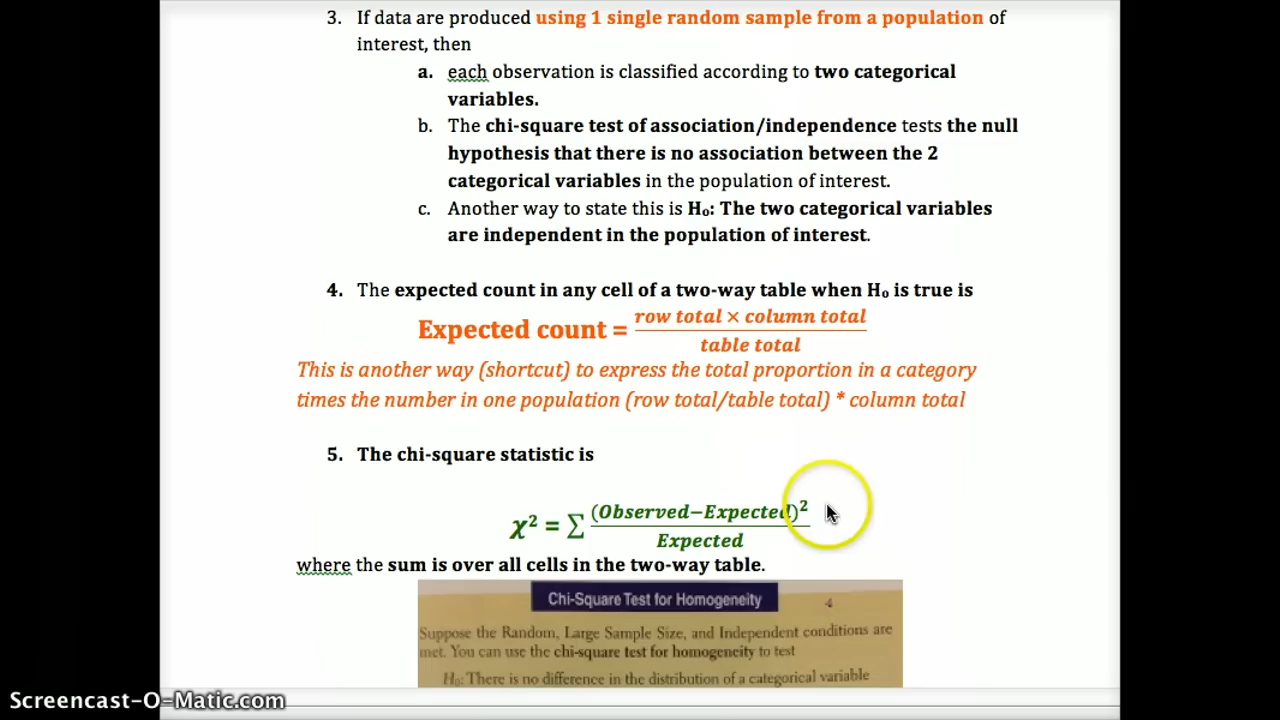 3. If data are produced using 1 single random sample from a population of
interest, then
a. each observation is classified according to two categorical
variables.
b. The chi-square test of association/independence tests the null
hypothesis that there is no association between the 2
categorical variables in the population of interest.
c. Another way to state this is H₀: The two categorical variables
are independent in the population of interest.
4. The expected count in any cell of a two-way table when H₀ is true is
Expected count = row total × column total / table total
This is another way (shortcut) to express the total proportion in a category
times the number in one population (row total/table total) * column total
5. The chi-square statistic is
χ² = Σ (Observed−Expected)² / Expected
where the sum is over all cells in the two-way table.
Chi-Square Test for Homogeneity
4
Suppose the Random, Large Sample Size, and Independent conditions are
met. You can use the chi-square test for homogeneity to test
H₀: There is no difference in the distribution of a categorical variable
Screencast-O-Matic.com